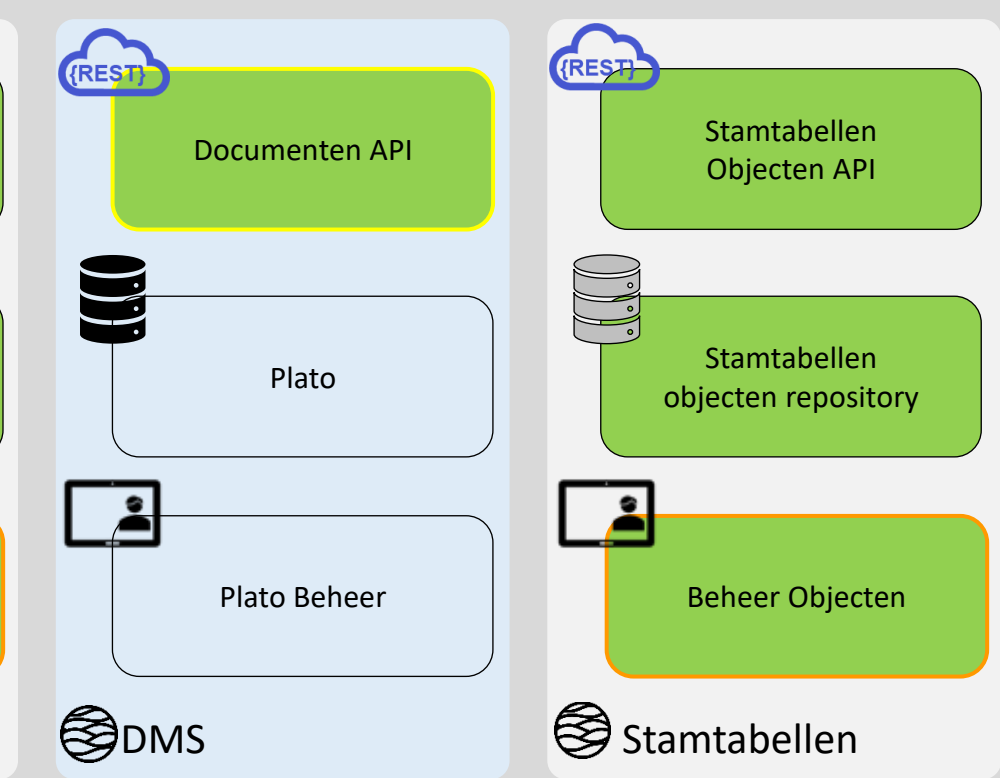 {REST}
Documenten API
Plato
Plato Beheer
DMS
{REST}
Stamtabellen
Objecten API
Stamtabellen
objecten repository
Beheer Objecten
Stamtabellen